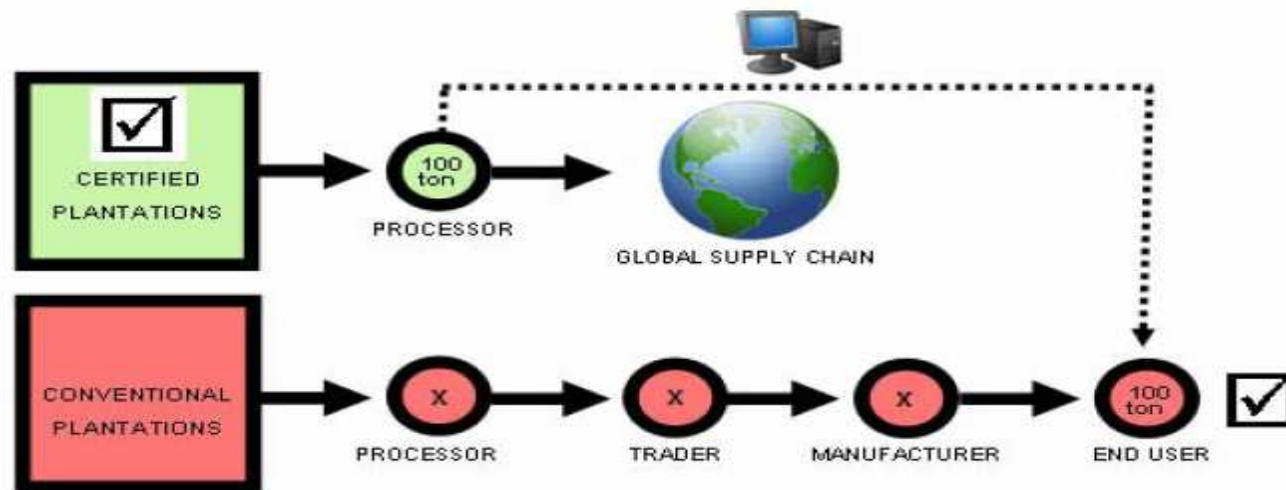 100
ton
CERTIFIED
PLANTATIONS
PROCESSOR
GLOBAL SUPPLY CHAIN
CONVENTIONAL
PLANTATIONS
X
X
X
100
ton
PROCESSOR
TRADER
MANUFACTURER
END USER